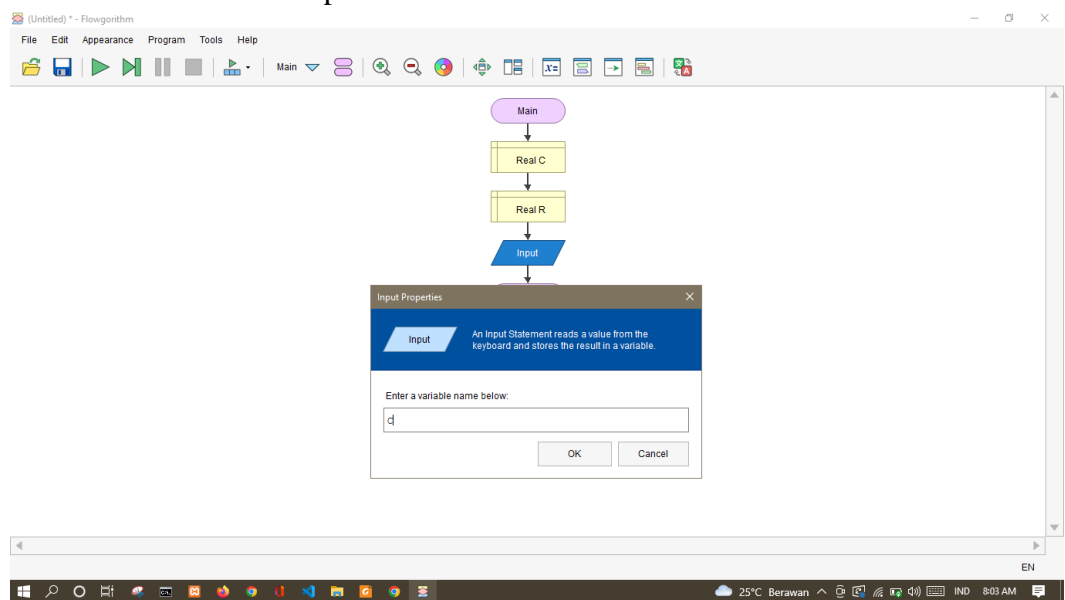 (Untitled) * - Flowgorithm
File Edit Appearance Program Tools Help
Main
Main
Real C
Real R
Input
Input Properties
Input
An Input Statement reads a value from the
keyboard and stores the result in a variable.
Enter a variable name below:
c
OK Cancel
EN
25°C Berawan IND 8:03 AM